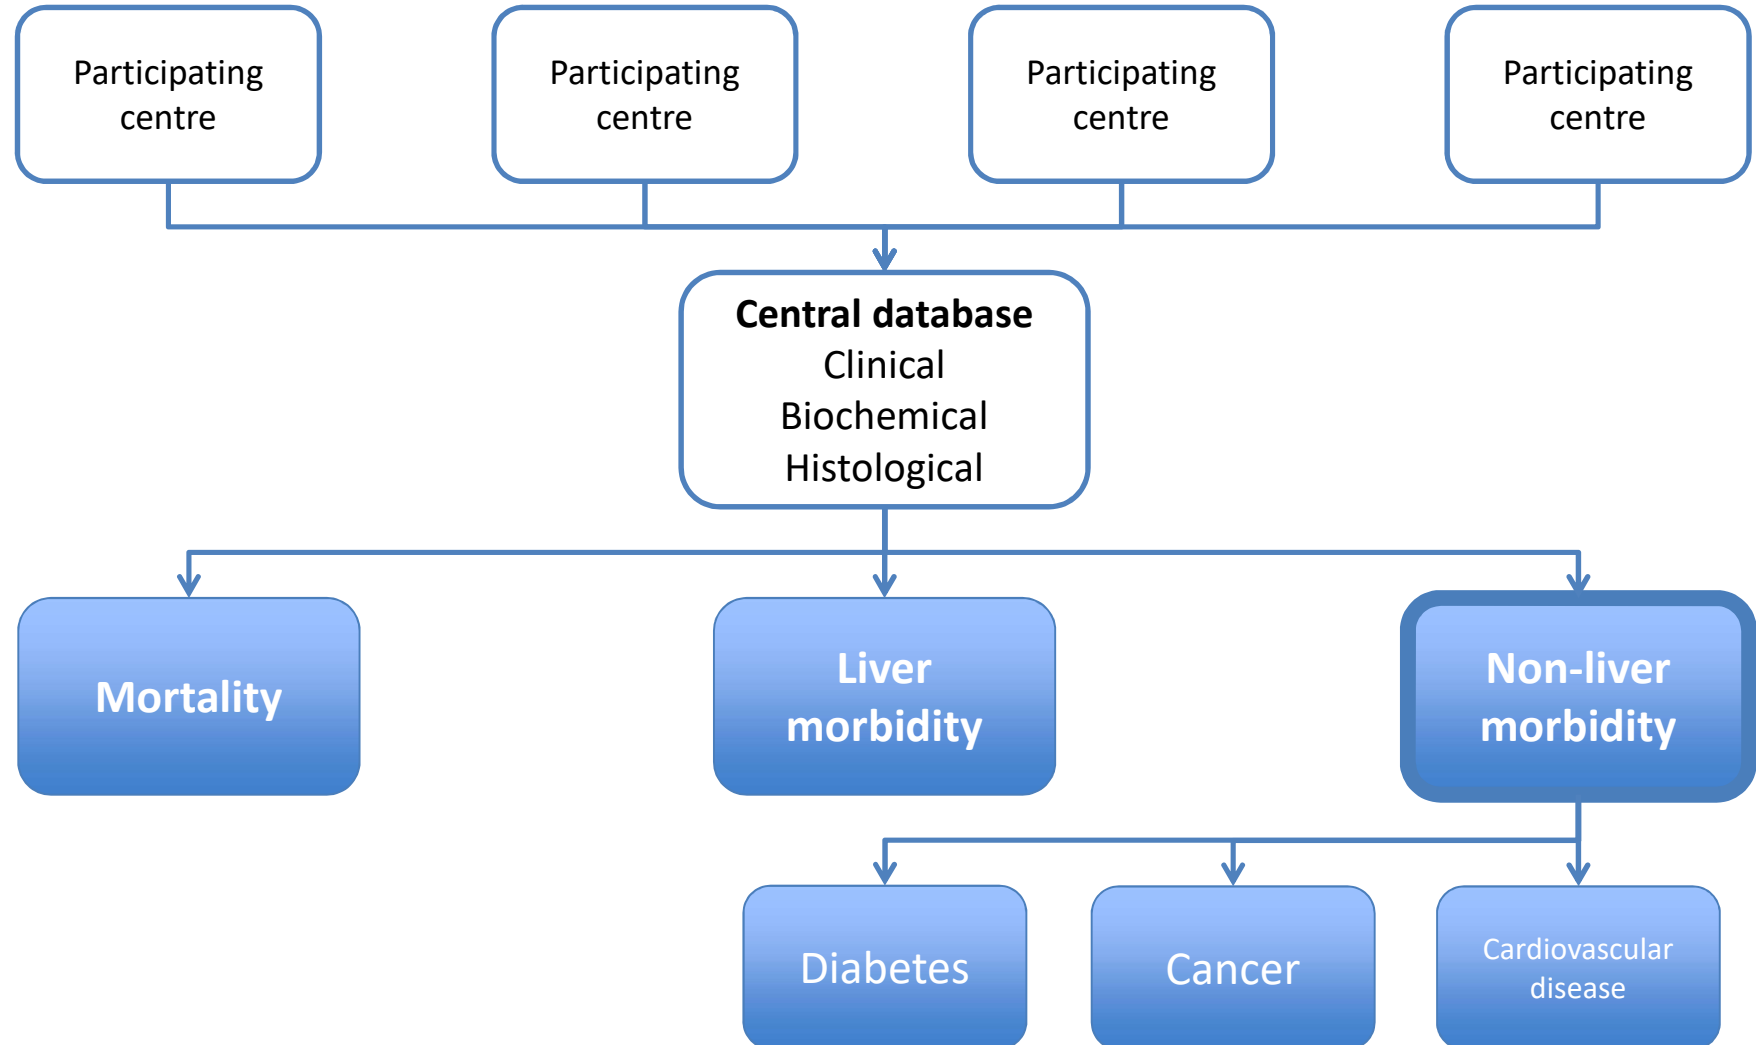 Participating
centre
Participating
centre
Participating
centre
Participating
centre
Central database
Clinical
Biochemical
Histological
Mortality
Liver
morbidity
Non-liver
morbidity
Diabetes
Cancer
Cardiovascular
disease